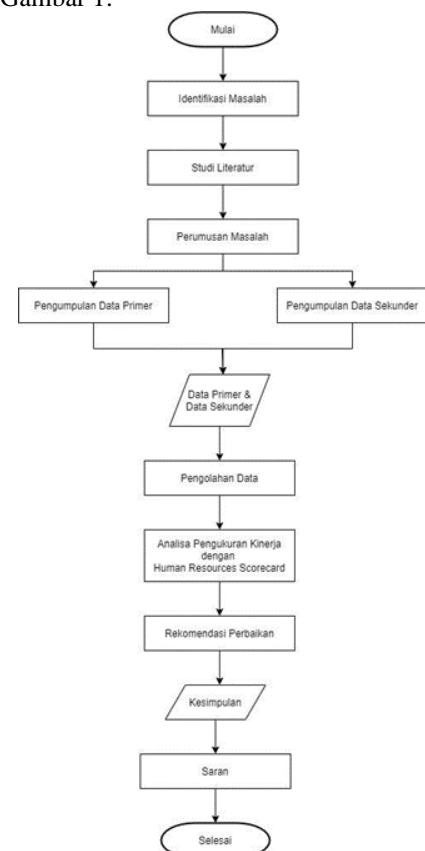 Gambar 1.
Mulai
Identifikasi Masalah
Studi Literatur
Perumusan Masalah
Pengumpulan Data Primer
Pengumpulan Data Sekunder
Data Primer &
Data Sekunder
Pengolahan Data
Analisa Pengukuran Kinerja
dengan
Human Resources Scorecard
Rekomendasi Perbaikan
Kesimpulan
Saran
Selesai